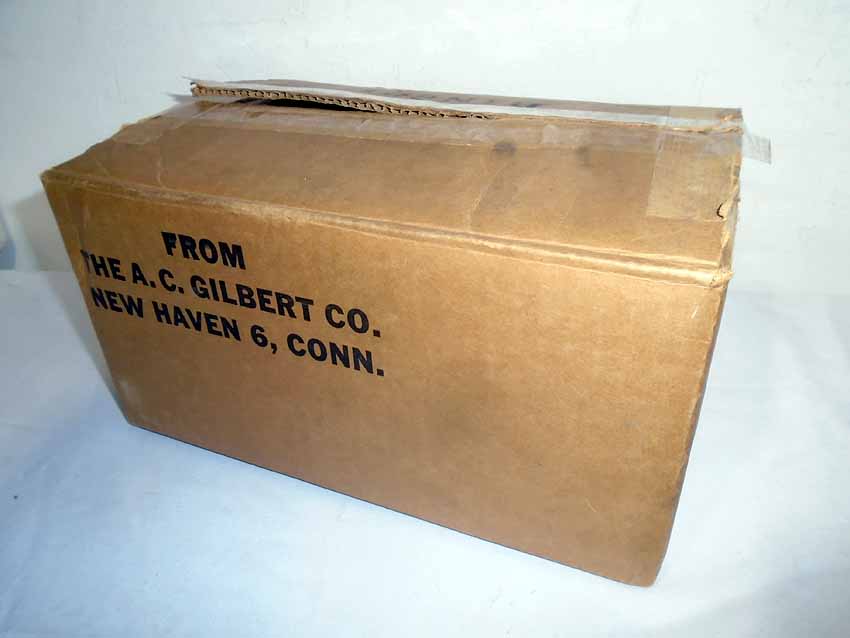 FROM
THE A. C. GILBERT CO.
NEW HAVEN 6, CONN.